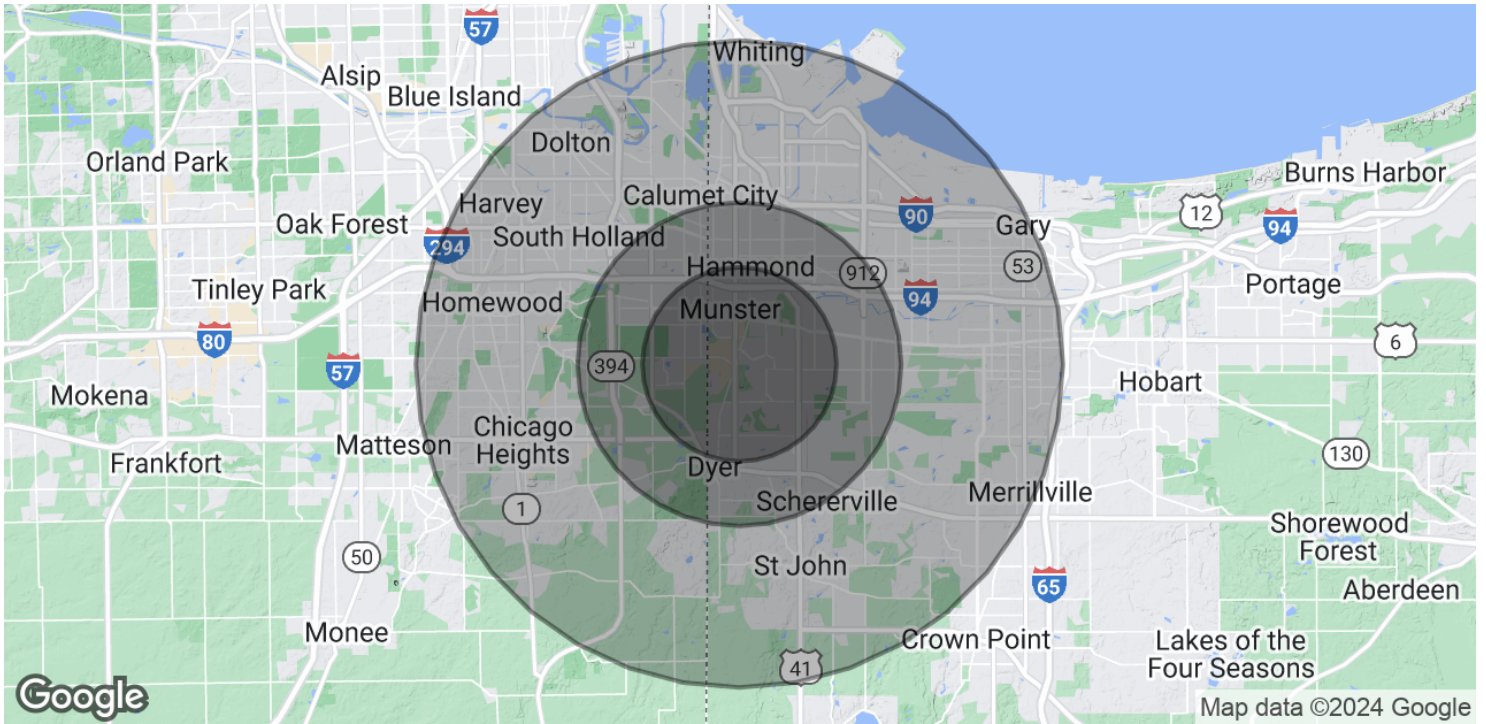 57
Whiting
Alsip
Blue Island
Dolton
Orland Park
Burns Harbor
Calumet City
Harvey
12
90
Oak Forest
Gary
94
294
South Holland
Hammond
912
53
Tinley Park
Portage
94
Homewood
Munster
80
6
57
394
Hobart
Mokena
Chicago
Heights
Matteson
130
Frankfort
Dyer
Merrillville
Schererville
1
Shorewood
Forest
50
St John
65
Aberdeen
Monee
Crown Point
Lakes of the
Four Seasons
41
Google
Map data ©2024 Google